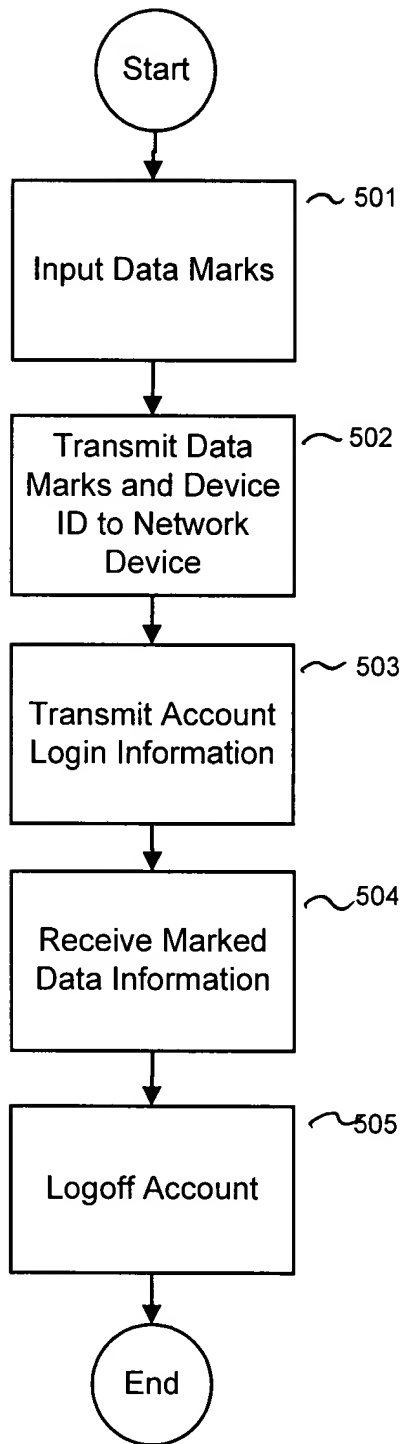 Start
501
Input Data Marks
502
Transmit Data
Marks and Device
ID to Network
Device
503
Transmit Account
Login Information
504
Receive Marked
Data Information
505
Logoff Account
End